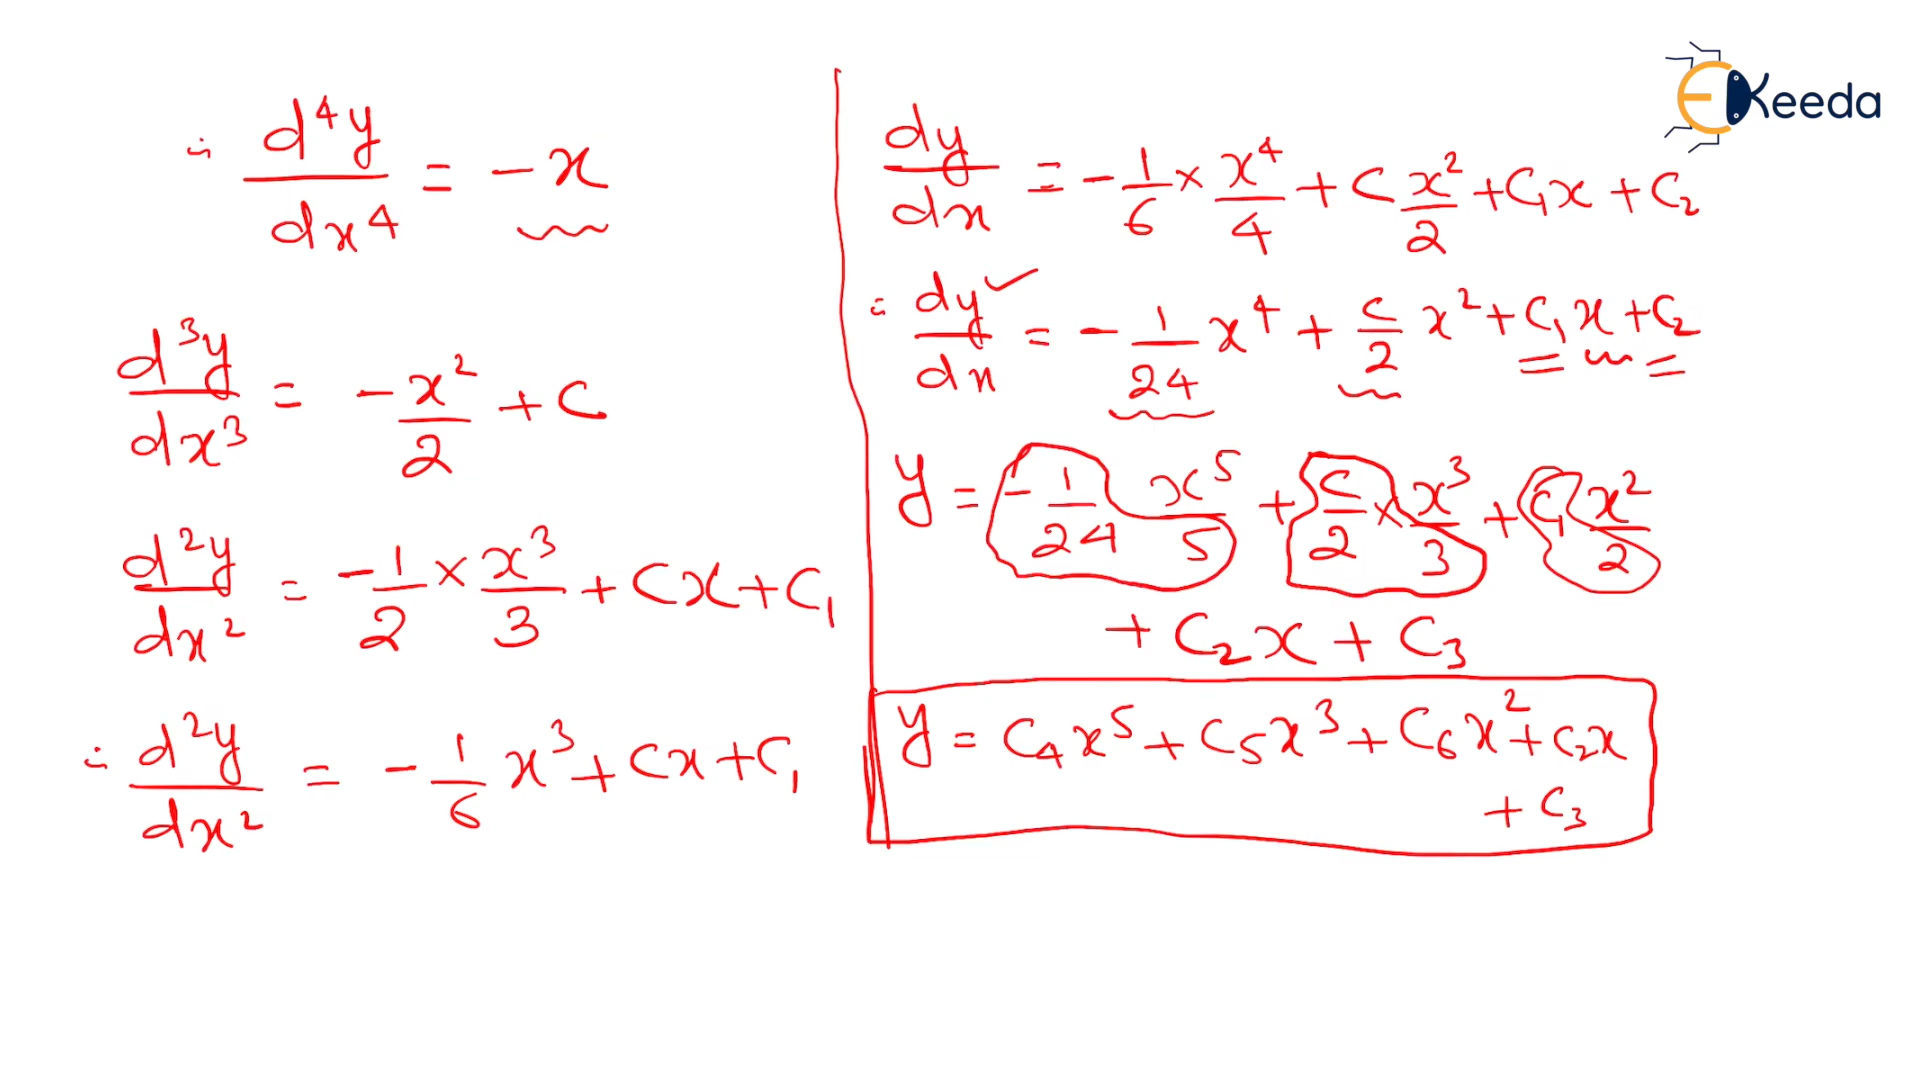 ∴ d⁴y/dx⁴ = -x
d³y/dx³ = -x²/2 + C
d²y/dx² = -1/2 × x³/3 + Cx + C₁
∴ d²y/dx² = -1/6 x³ + Cx + C₁
EKeeda
dy/dx = -1/6 × x⁴/4 + C x²/2 + C₁x + C₂
∴ dy/dx = -1/24 x⁴ + C/2 x² + C₁x + C₂
y = -1/24 x⁵/5 + C/2 × x³/3 + C₁ x²/2
+ C₂x + C₃
y = C₄x⁵ + C₅x³ + C₆x² + C₂x
+ C₃